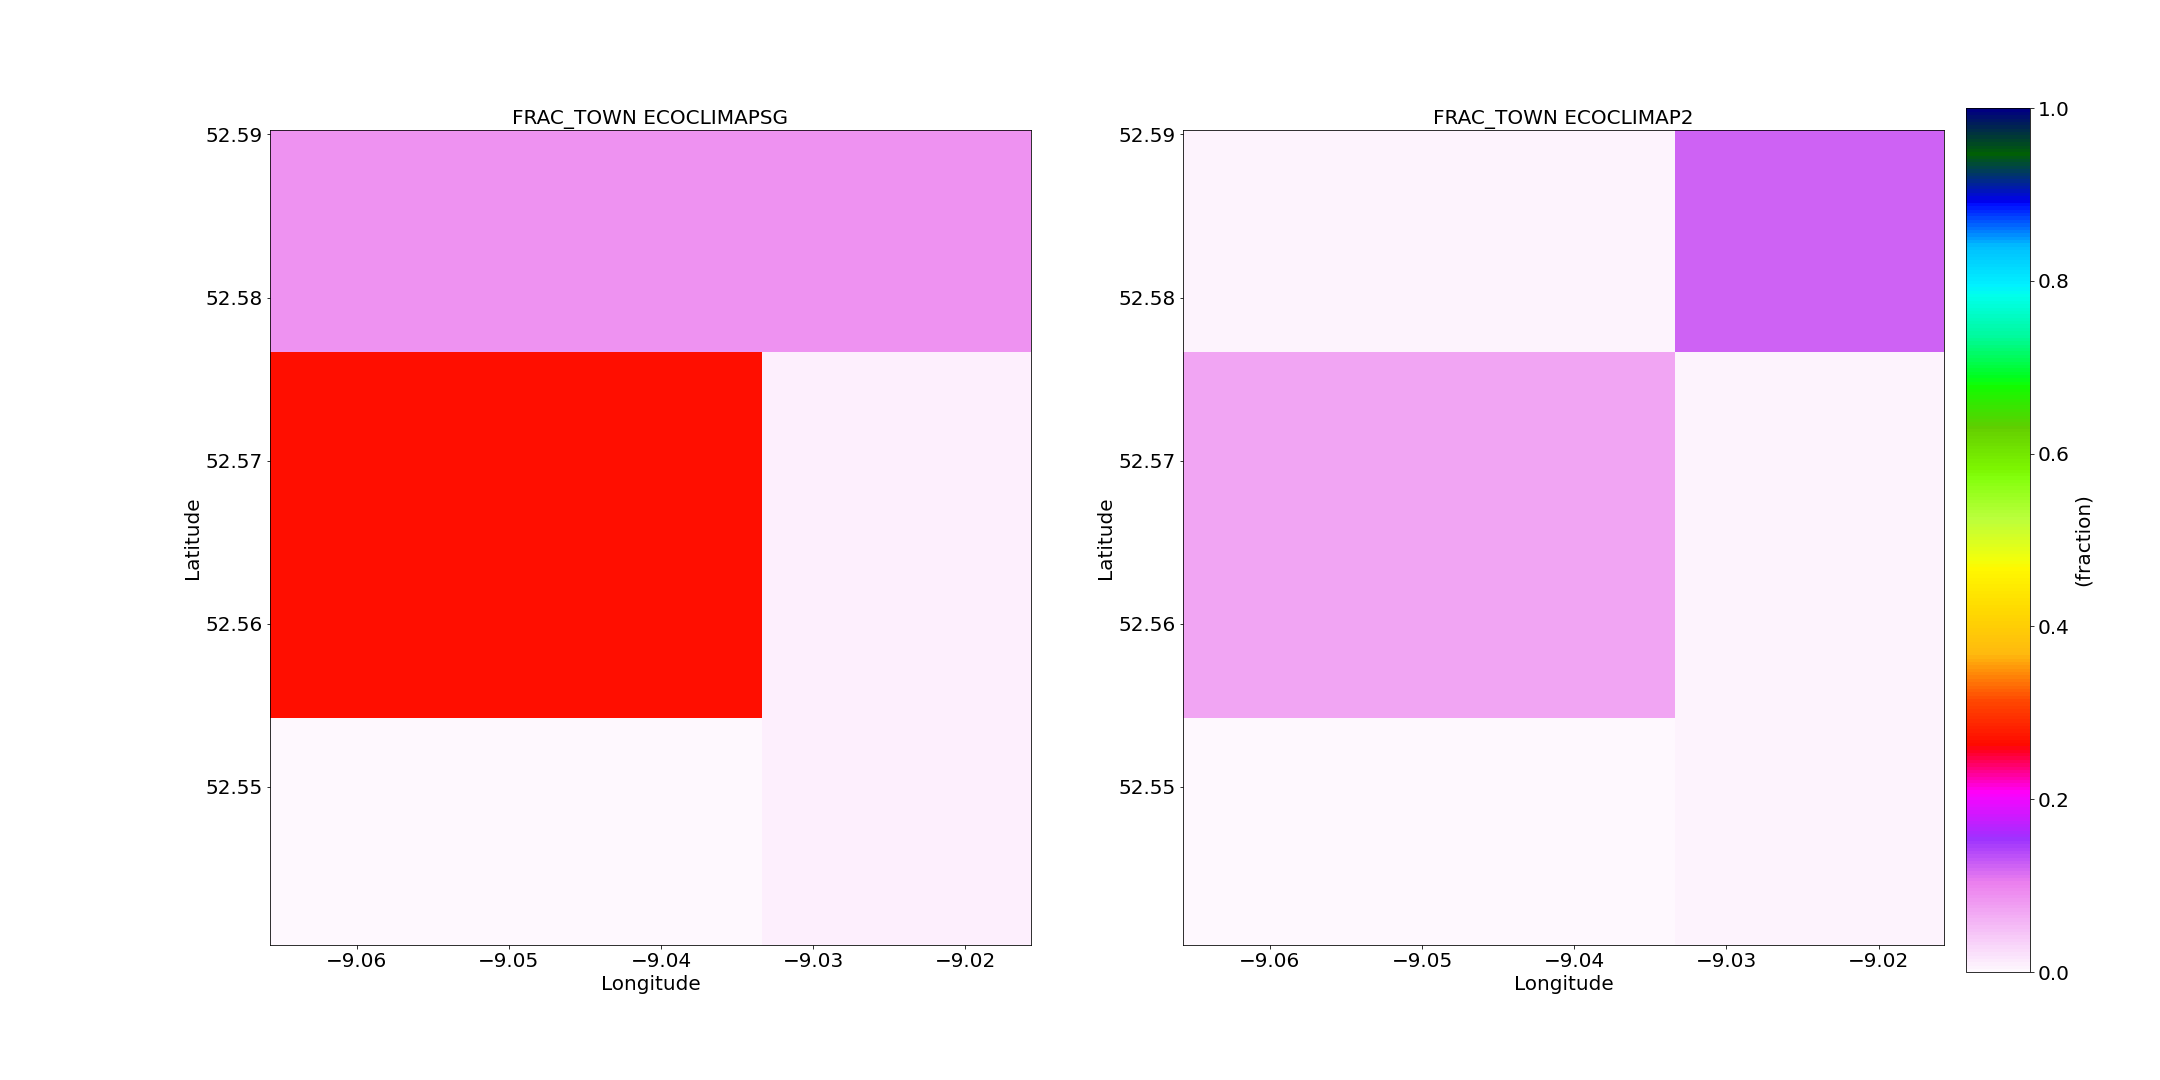 FRAC_TOWN ECOCLIMAPSG
52.59
52.58
52.57
52.56
52.55
Latitude
−9.06 −9.05 −9.04 −9.03 −9.02
Longitude
FRAC_TOWN ECOCLIMAP2
52.59
52.58
52.57
52.56
52.55
Latitude
−9.06 −9.05 −9.04 −9.03 −9.02
Longitude
1.0
0.8
0.6
0.4
0.2
0.0
(fraction)